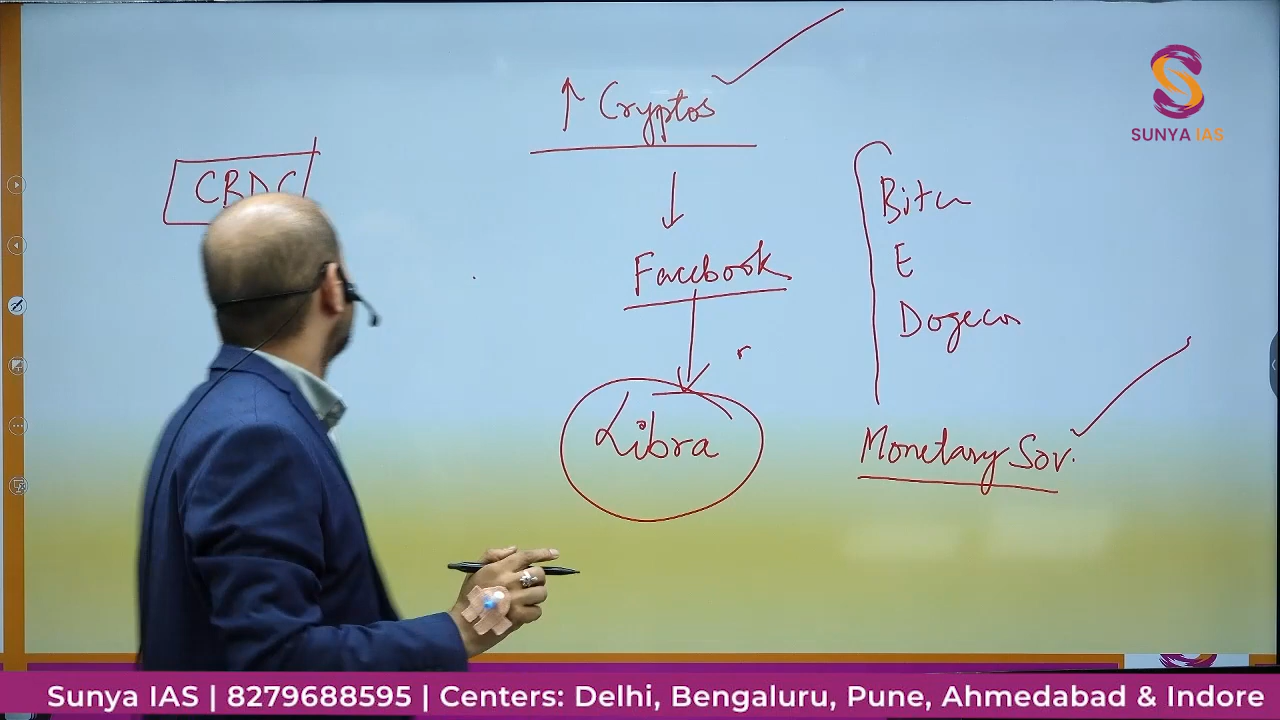 ↑ Cryptos
SUNYA IAS
CBDC
Bitcn
E
Facebook
Dogecn
r
Libra
Monetary Sov.
Sunya IAS | 8279688595 | Centers: Delhi, Bengaluru, Pune, Ahmedabad & Indore